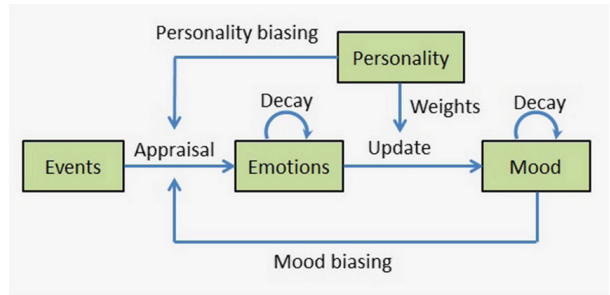 Personality biasing
Personality
Decay
Weights
Decay
Events
Appraisal
Emotions
Update
Mood
Mood biasing